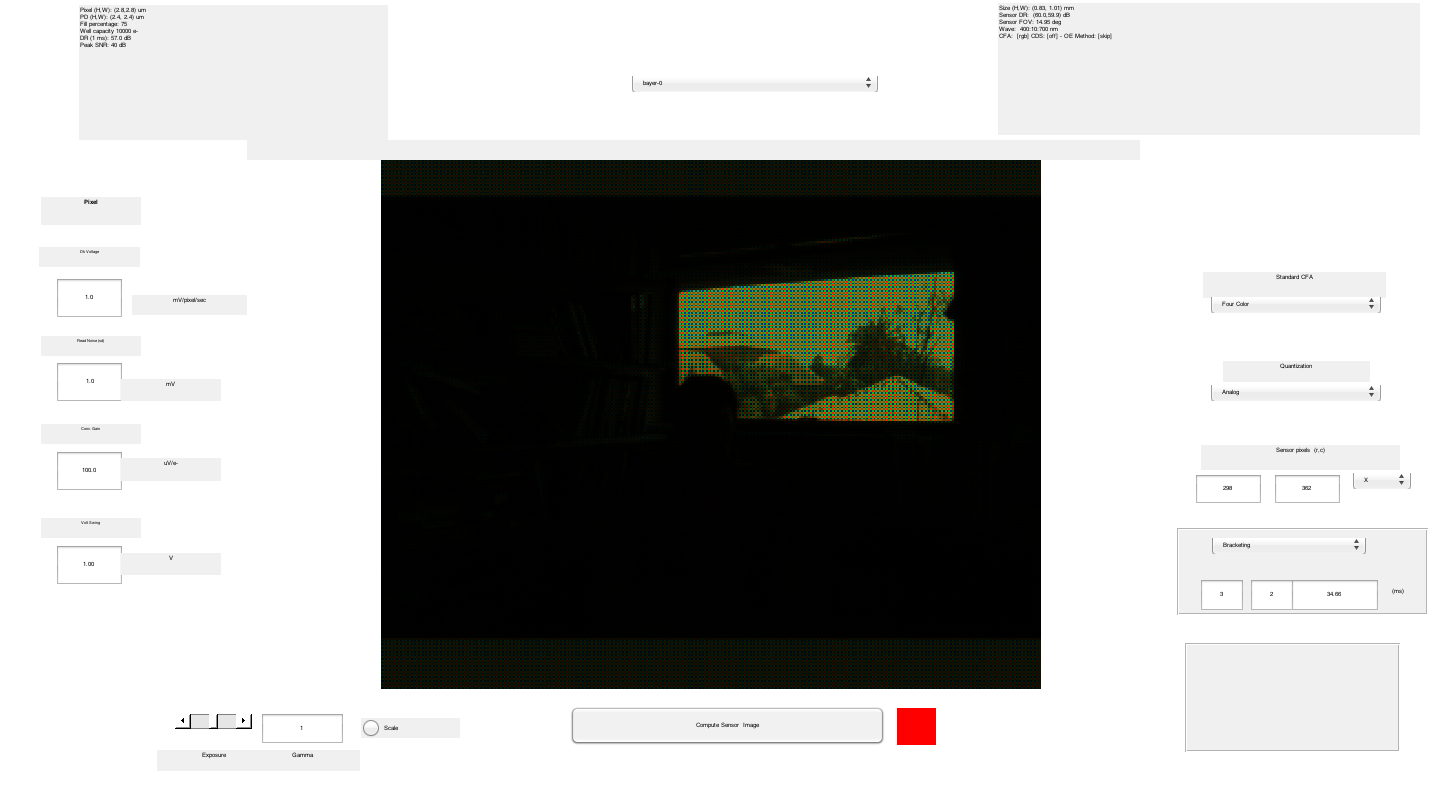 Pixel (H,W): (2.8,2.8) um
PD (H,W): (2.4, 2.4) um
Fill percentage: 75
Well capacity 10000 e-
DR (1 ms): 57.0 dB
Peak SNR: 40 dB
Size (H,W): (0.83, 1.01) mm
Sensor DR: (60.0,59.9) dB
Sensor FOV: 14.95 deg
Wave: 400:10:700 nm
CFA: [rgb] CDS: [off] - OE Method: [skip]
bayer-0
Pixel
Dk Voltage
1.0
mV/pixel/sec
Read Noise (sd)
1.0
mV
Conv. Gain
100.0
uV/e-
Volt Swing
1.00
V
Standard CFA
Four Color
Quantization
Analog
Sensor pixels (r,c)
298
362
X
Bracketing
3
2
34.66
(ms)
1
Scale
Exposure
Gamma
Compute Sensor Image